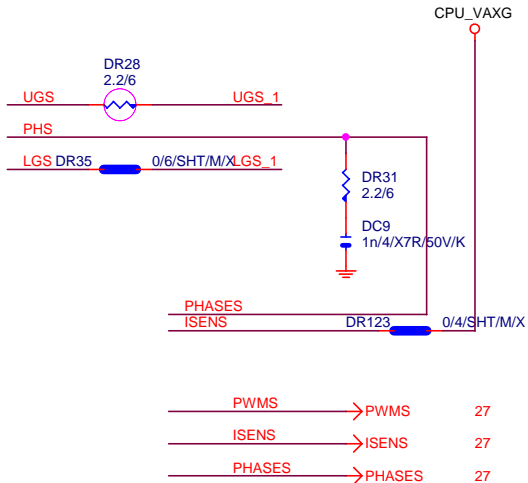 CPU_VAXG
DR28
2.2/6
UGS UGS_1
PHS
LGS DR35 0/6/SHT/M/X LGS_1
DR31
2.2/6
DC9
1n/4/X7R/50V/K
PHASES
ISENS DR123 0/4/SHT/M/X
PWMS PWMS 27
ISENS ISENS 27
PHASES PHASES 27